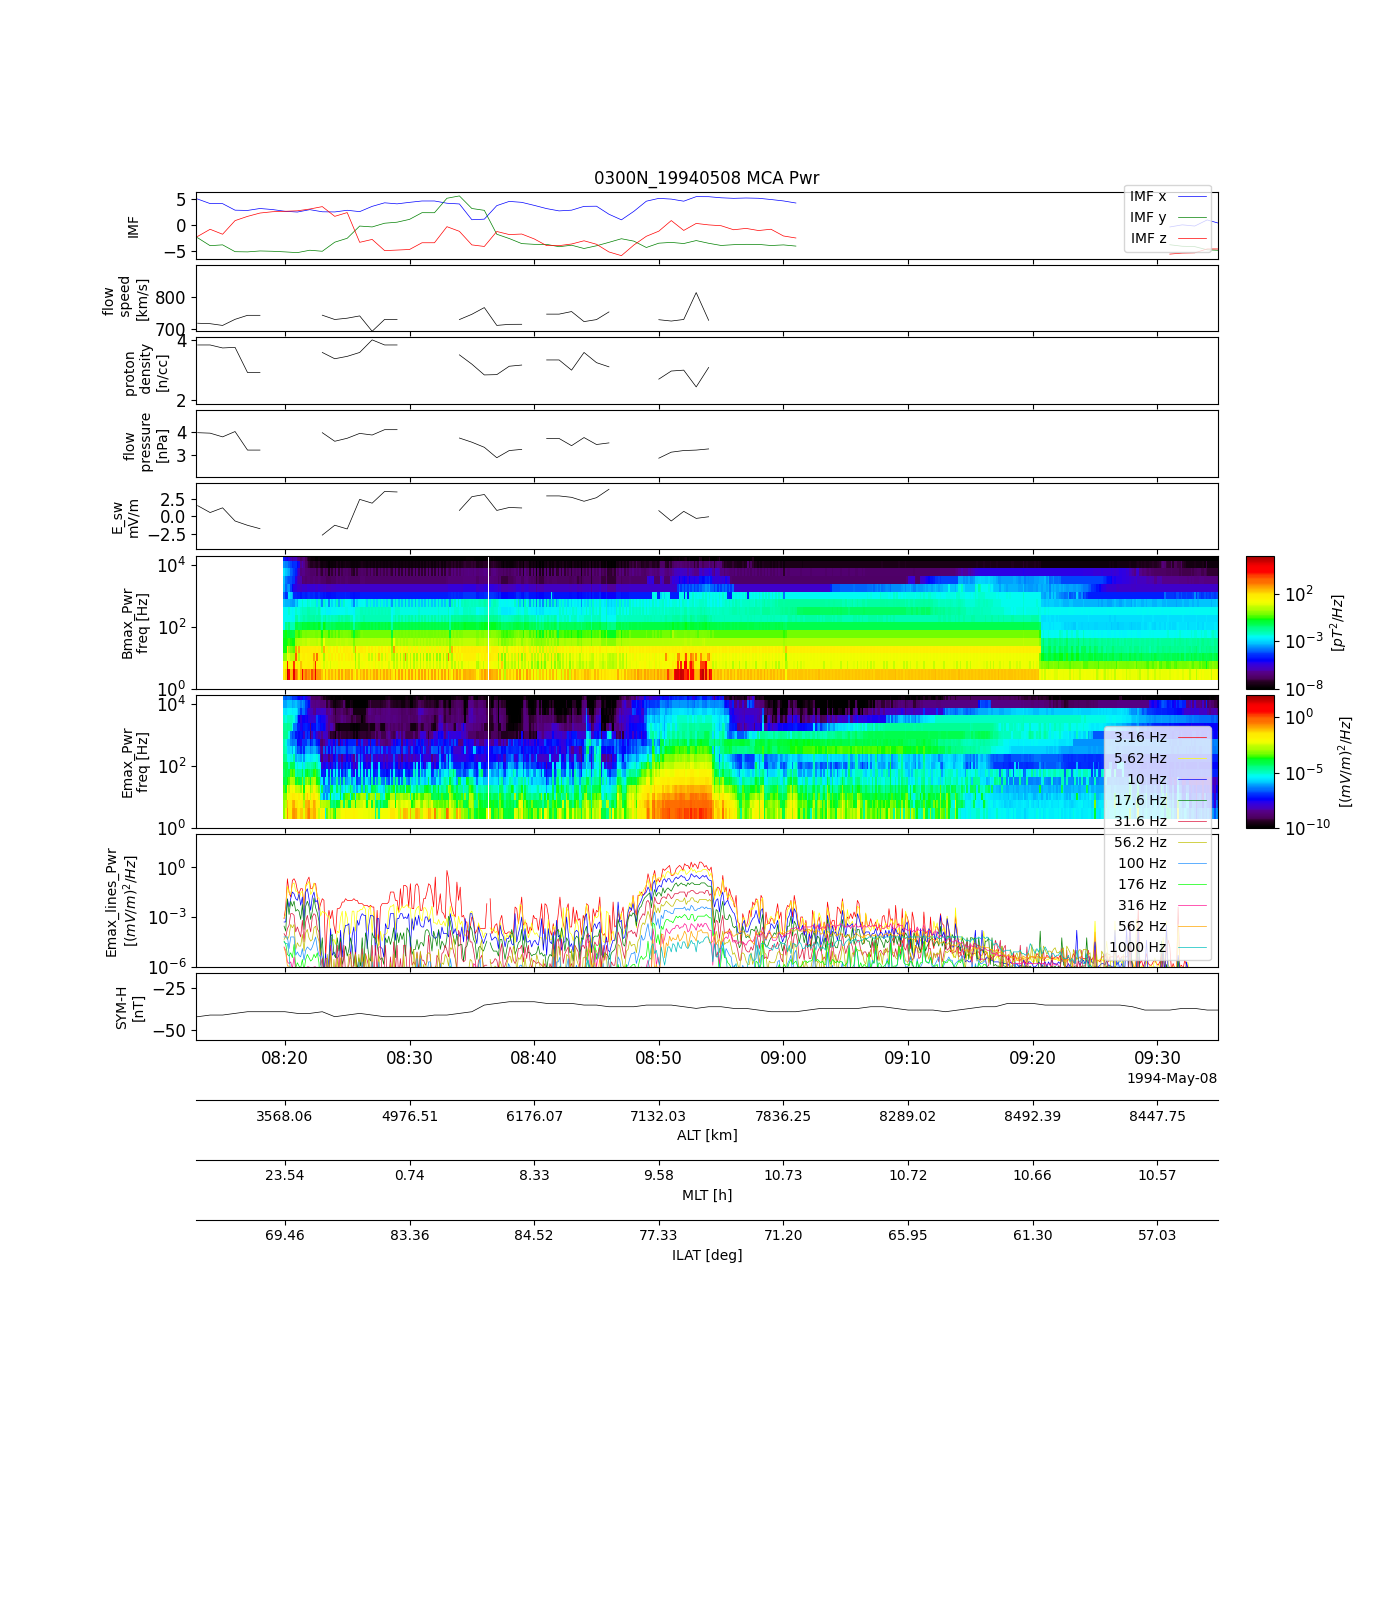 0300N_19940508 MCA Pwr
IMF
5
0
−5
IMF x
IMF y
IMF z
flow
speed
[km/s]
800
700
proton
density
[n/cc]
4
2
flow
pressure
[nPa]
4
3
E_sw
mV/m
2.5
0.0
−2.5
Bmax_Pwr
freq [Hz]
10^4
10^2
10^0
10^2
10^−3
10^−8
[pT^2/Hz]
Emax_Pwr
freq [Hz]
10^4
10^2
10^0
10^0
10^−5
10^−10
[(mV/m)^2/Hz]
3.16 Hz
5.62 Hz
10 Hz
17.6 Hz
31.6 Hz
56.2 Hz
100 Hz
176 Hz
316 Hz
562 Hz
1000 Hz
Emax_lines_Pwr
[(mV/m)^2/Hz]
10^0
10^−3
10^−6
SYM-H
[nT]
−25
−50
08:20 08:30 08:40 08:50 09:00 09:10 09:20 09:30
1994-May-08
3568.06 4976.51 6176.07 7132.03 7836.25 8289.02 8492.39 8447.75
ALT [km]
23.54 0.74 8.33 9.58 10.73 10.72 10.66 10.57
MLT [h]
69.46 83.36 84.52 77.33 71.20 65.95 61.30 57.03
ILAT [deg]